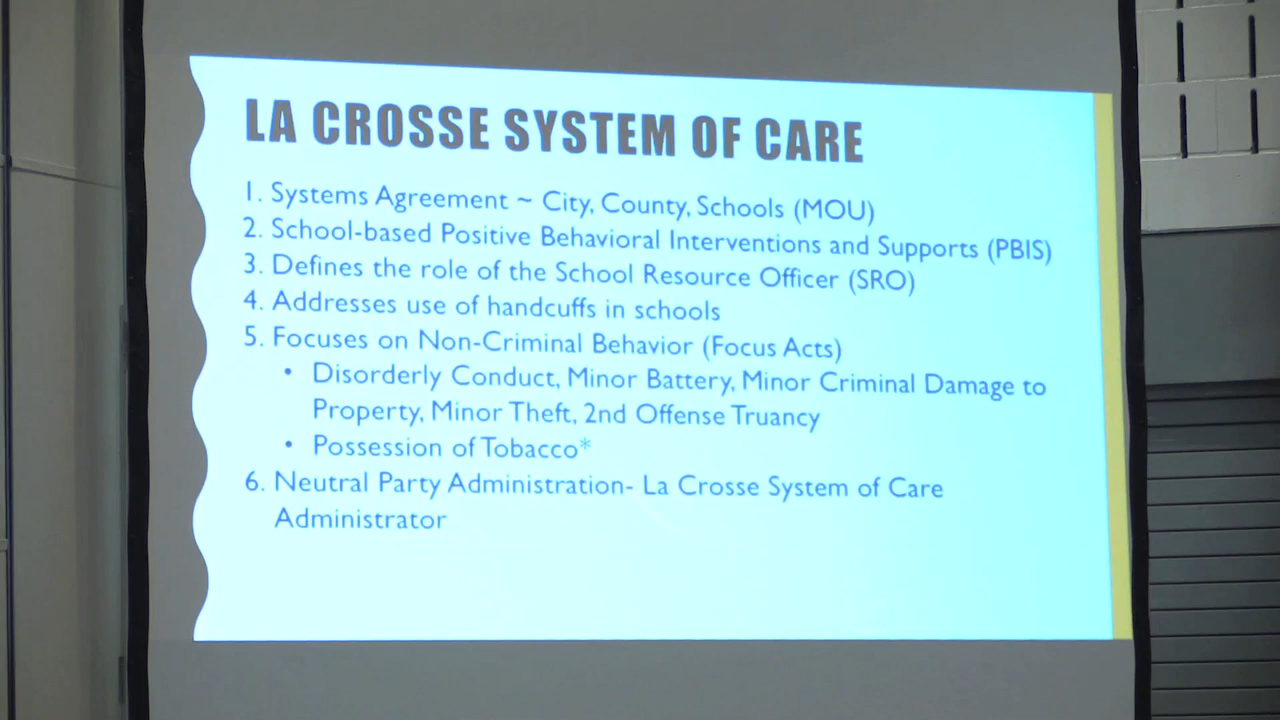 LA CROSSE SYSTEM OF CARE
1. Systems Agreement ~ City, County, Schools (MOU)
2. School-based Positive Behavioral Interventions and Supports (PBIS)
3. Defines the role of the School Resource Officer (SRO)
4. Addresses use of handcuffs in schools
5. Focuses on Non-Criminal Behavior (Focus Acts)
• Disorderly Conduct, Minor Battery, Minor Criminal Damage to
Property, Minor Theft, 2nd Offense Truancy
• Possession of Tobacco*
6. Neutral Party Administration- La Crosse System of Care
Administrator